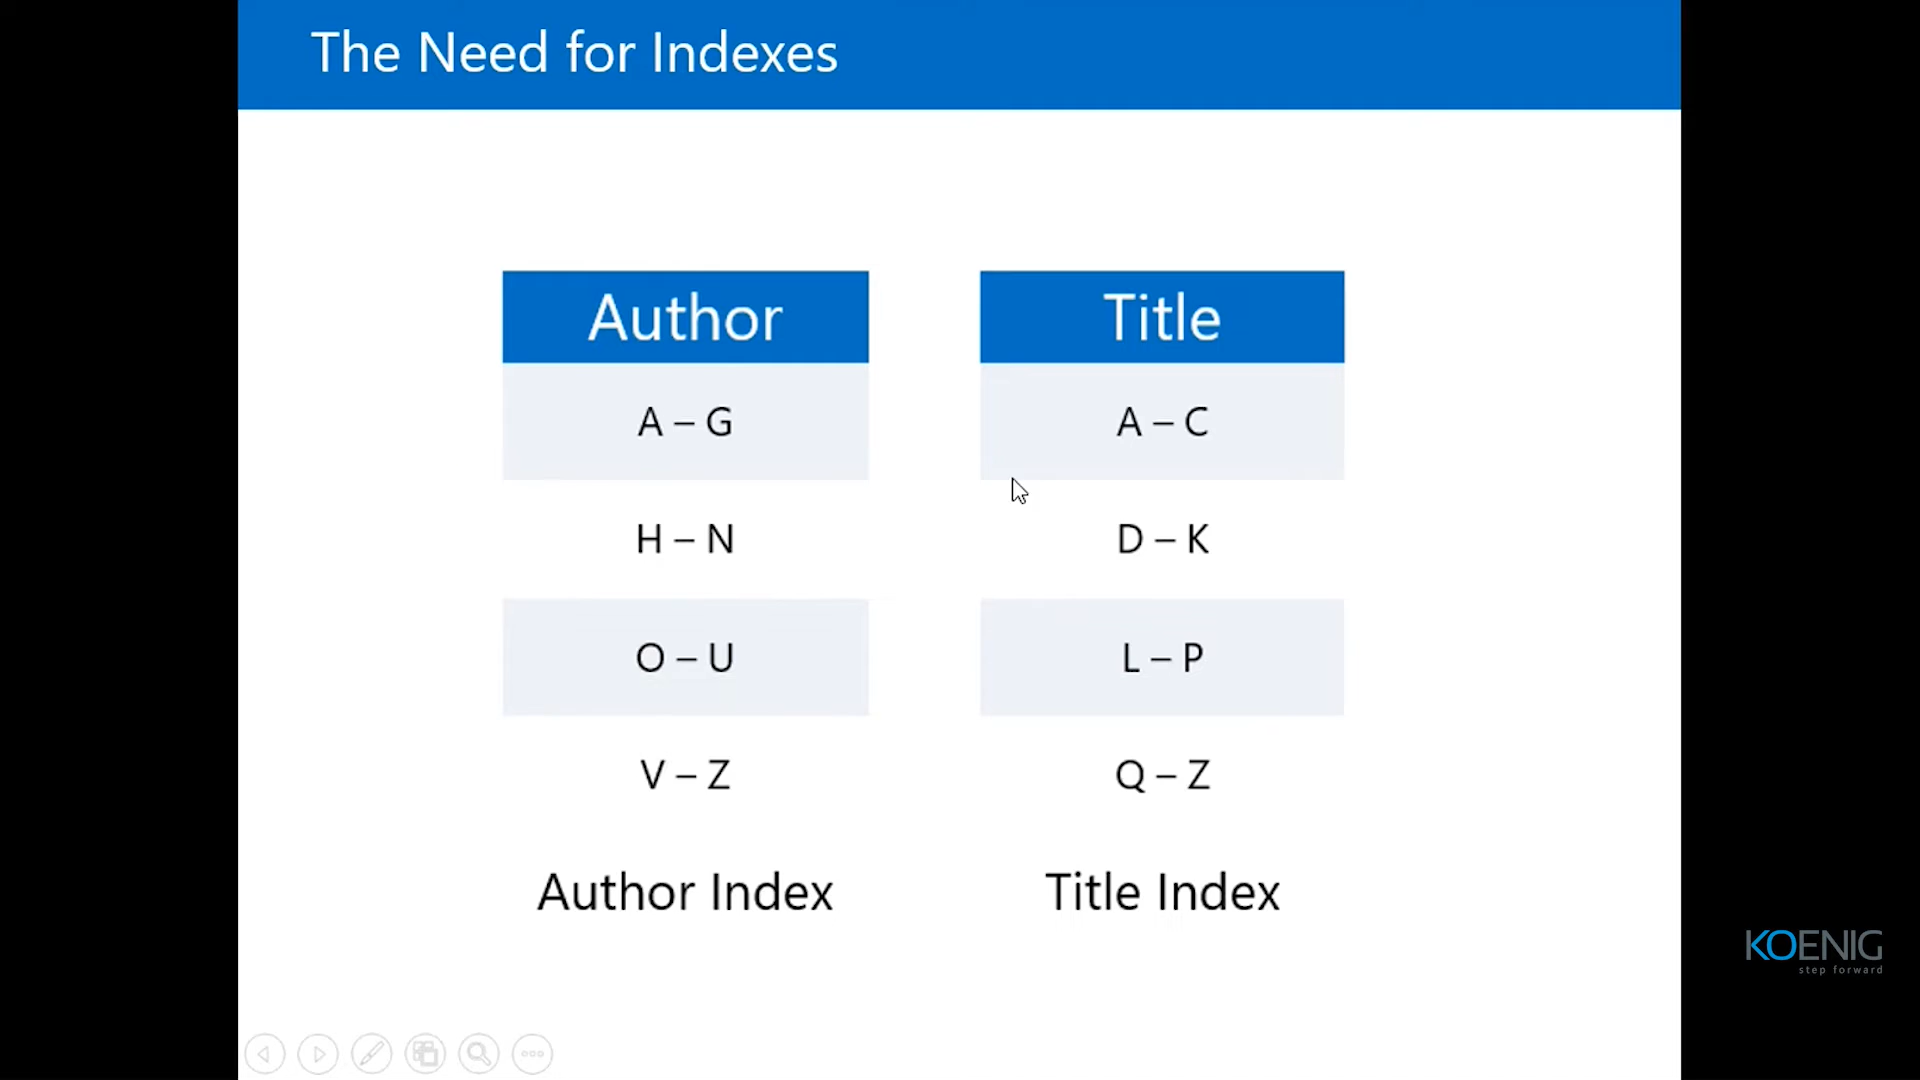 The Need for Indexes
Author
Title
A – G
A – C
H – N
D – K
O – U
L – P
V – Z
Q – Z
Author Index
Title Index
KOENIG
step forward